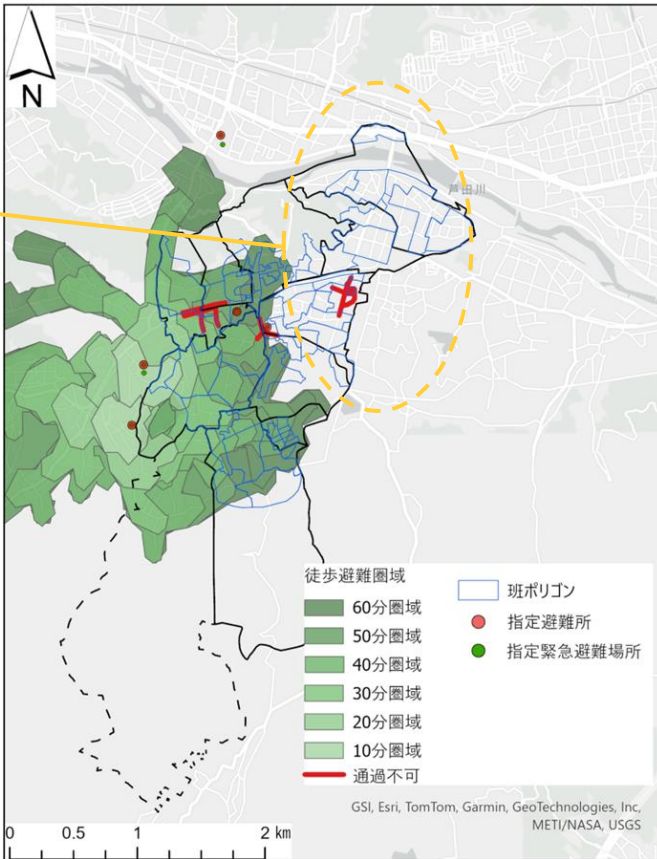 N
芦田川
徒歩避難圏域
60分圏域
50分圏域
40分圏域
30分圏域
20分圏域
10分圏域
通過不可
班ポリゴン
指定避難所
指定緊急避難場所
GSI, Esri, TomTom, Garmin, GeoTechnologies, Inc,
METI/NASA, USGS
0 0.5 1 2 km